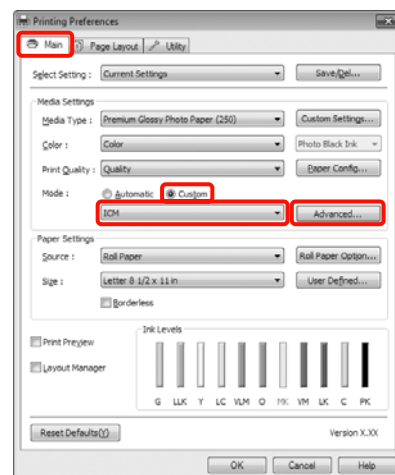 Printing Preferences
Main Page Layout Utility
Select Setting : Current Settings Save/Del...
Media Settings
Media Type : Premium Glossy Photo Paper (250) Custom Settings...
Color : Color Photo Black Ink
Print Quality : Quality Paper Config...
Mode : Automatic Custom
ICM Advanced...
Paper Settings
Source : Roll Paper Roll Paper Option...
Size : Letter 8 1/2 x 11 in User Defined...
Borderless
Ink Levels
Print Preview
Layout Manager
G LLK Y LC VLM O MK VM LK C PK
Reset Defaults(Y) Version X.XX
OK Cancel Help